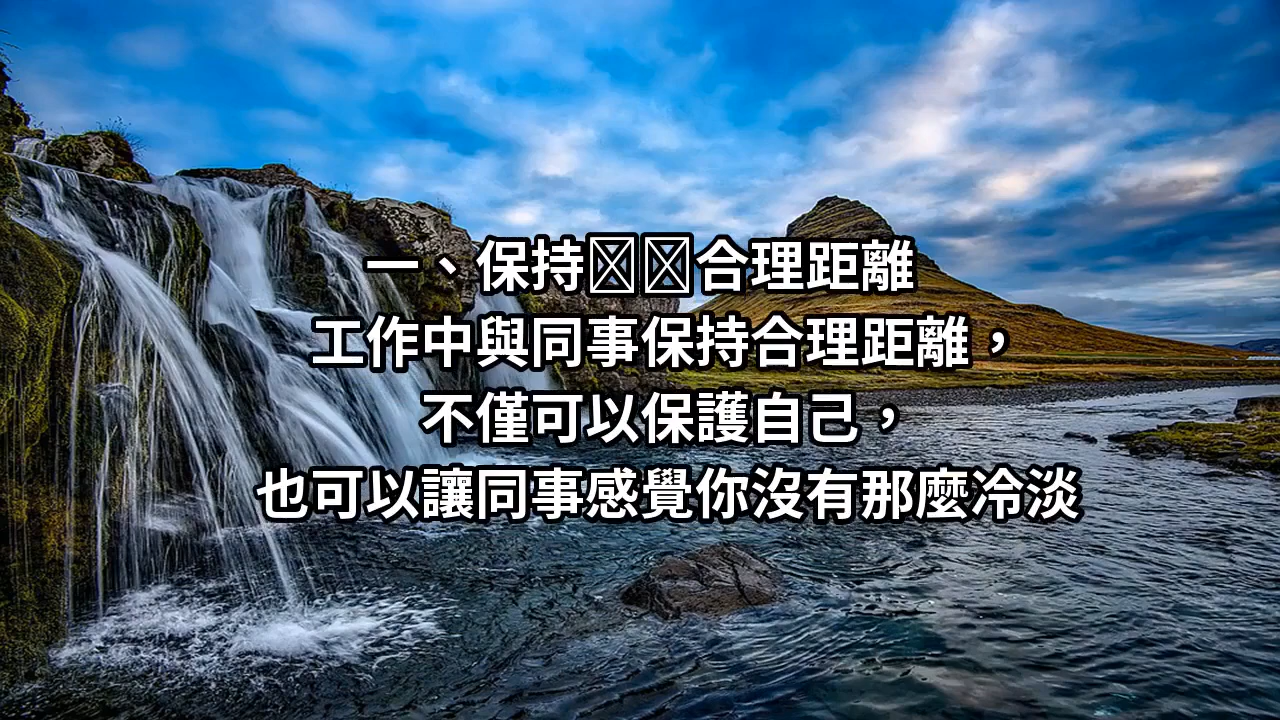 一、保持合理距離
工作中與同事保持合理距離，
不僅可以保護自己，
也可以讓同事感覺你沒有那麼冷淡